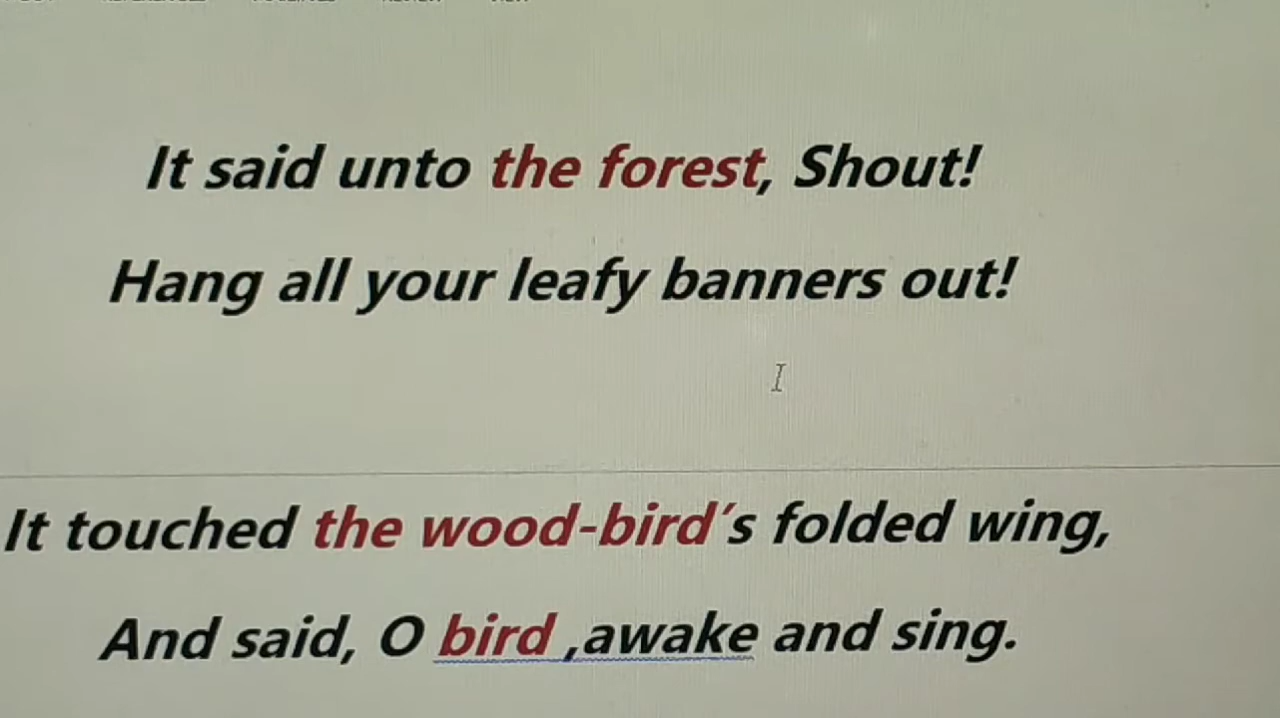 It said unto the forest, Shout!
Hang all your leafy banners out!
It touched the wood-bird's folded wing,
And said, O bird ,awake and sing.